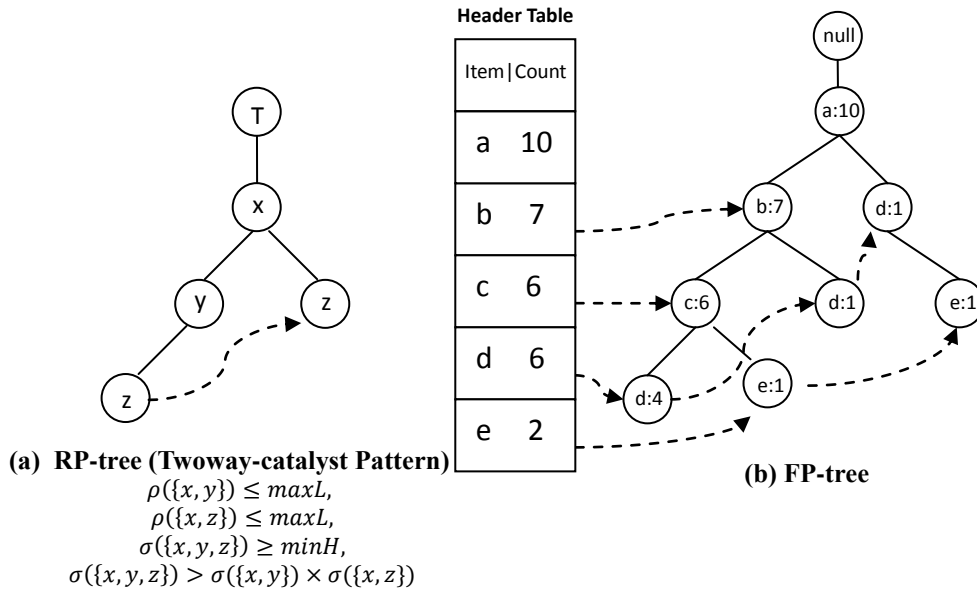 T
x
y
z
z
(a) RP-tree (Twoway-catalyst Pattern)
𝜌({𝑥, 𝑦}) ≤ 𝑚𝑎𝑥𝐿,
𝜌({𝑥, 𝑧}) ≤ 𝑚𝑎𝑥𝐿,
𝜎({𝑥, 𝑦, 𝑧}) ≥ 𝑚𝑖𝑛𝐻,
𝜎({𝑥, 𝑦, 𝑧}) > 𝜎({𝑥, 𝑦}) × 𝜎({𝑥, 𝑧})
Header Table
Item|Count
a 10
b 7
c 6
d 6
e 2
null
a:10
b:7 d:1
c:6 d:1 e:1
d:4 e:1
(b) FP-tree